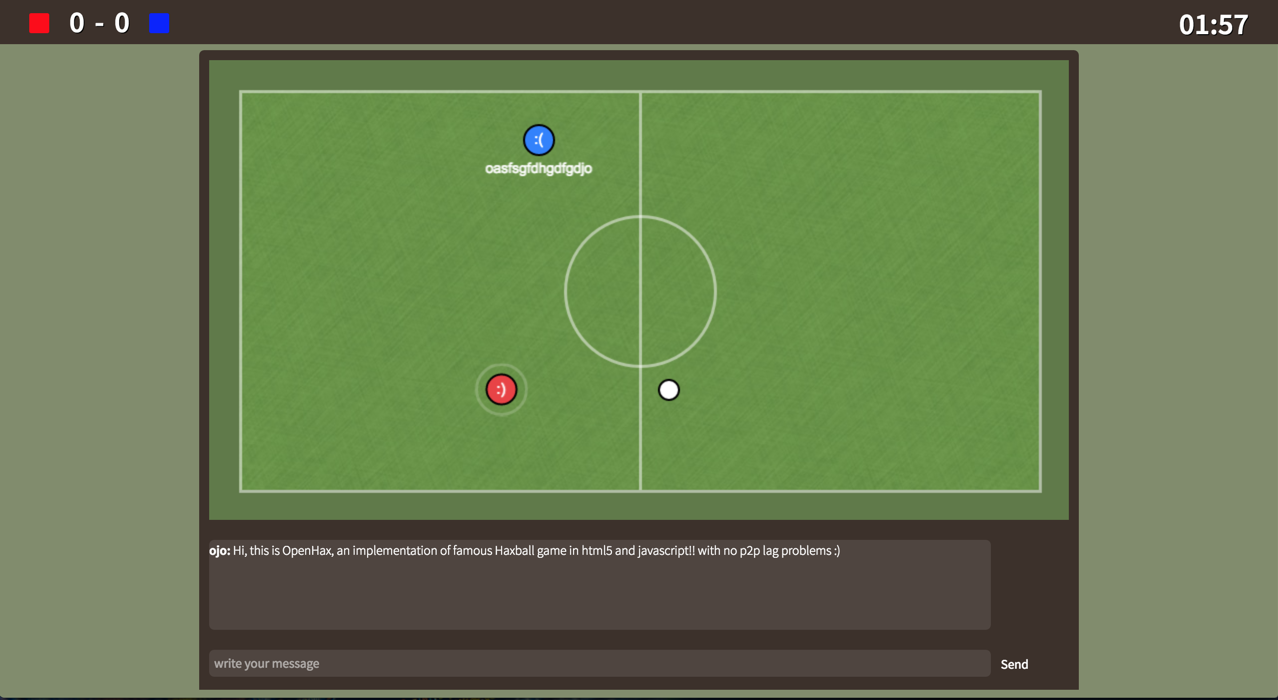 0 - 0
01:57
:(
oasfsgfdhgdfgdjo
:)
ojo: Hi, this is OpenHax, an implementation of famous Haxball game in html5 and javascript!! with no p2p lag problems :)
write your message
Send